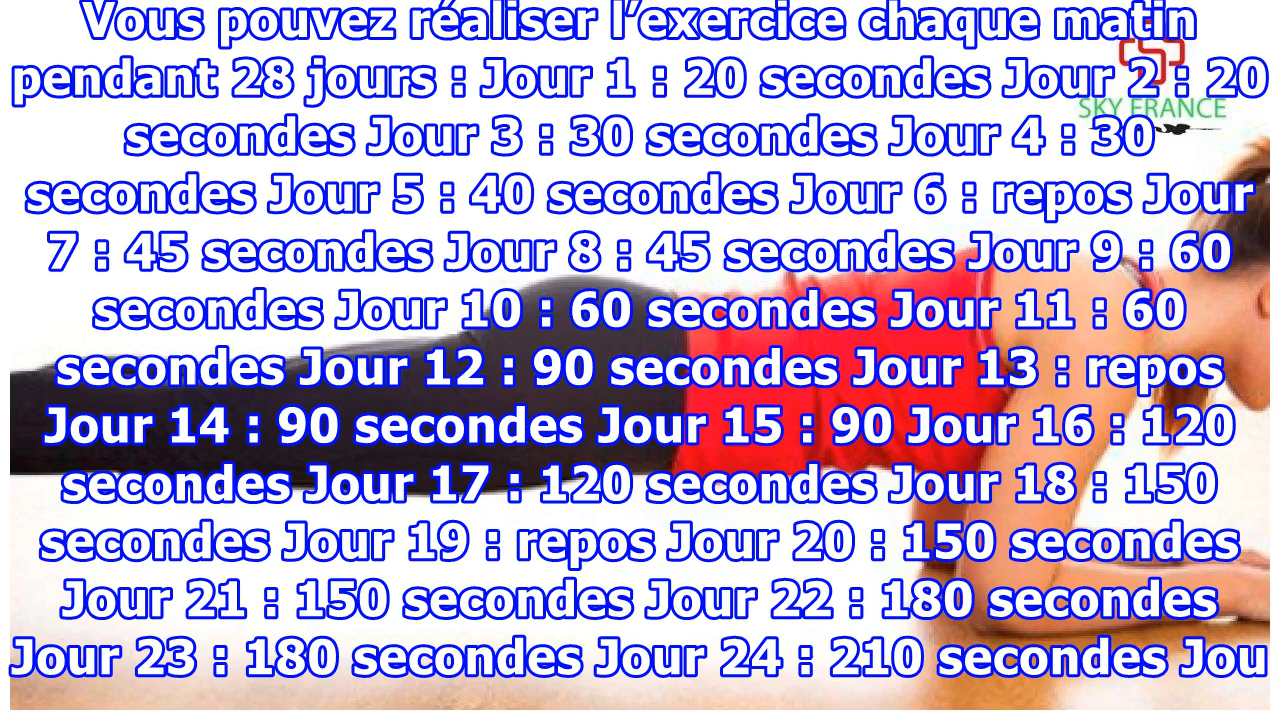 Vous pouvez réaliser l’exercice chaque matin
pendant 28 jours : Jour 1 : 20 secondes Jour 2 : 20
secondes Jour 3 : 30 secondes Jour 4 : 30
secondes Jour 5 : 40 secondes Jour 6 : repos Jour
7 : 45 secondes Jour 8 : 45 secondes Jour 9 : 60
secondes Jour 10 : 60 secondes Jour 11 : 60
secondes Jour 12 : 90 secondes Jour 13 : repos
Jour 14 : 90 secondes Jour 15 : 90 Jour 16 : 120
secondes Jour 17 : 120 secondes Jour 18 : 150
secondes Jour 19 : repos Jour 20 : 150 secondes
Jour 21 : 150 secondes Jour 22 : 180 secondes
Jour 23 : 180 secondes Jour 24 : 210 secondes Jou
SKY FRANCE